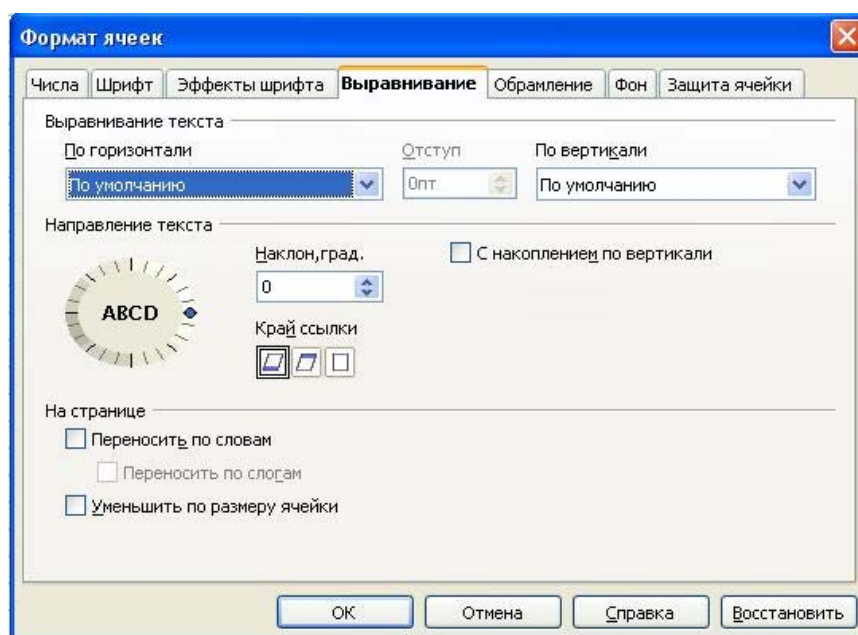 Формат ячеек
Числа Шрифт Эффекты шрифта Выравнивание Обрамление Фон Защита ячейки
Выравнивание текста
По горизонтали Отступ По вертикали
По умолчанию 0пт По умолчанию
Направление текста
Наклон,град. С накоплением по вертикали
0
ABCD
Край ссылки
На странице
Переносить по словам
Переносить по слогам
Уменьшить по размеру ячейки
ОК Отмена Справка Восстановить